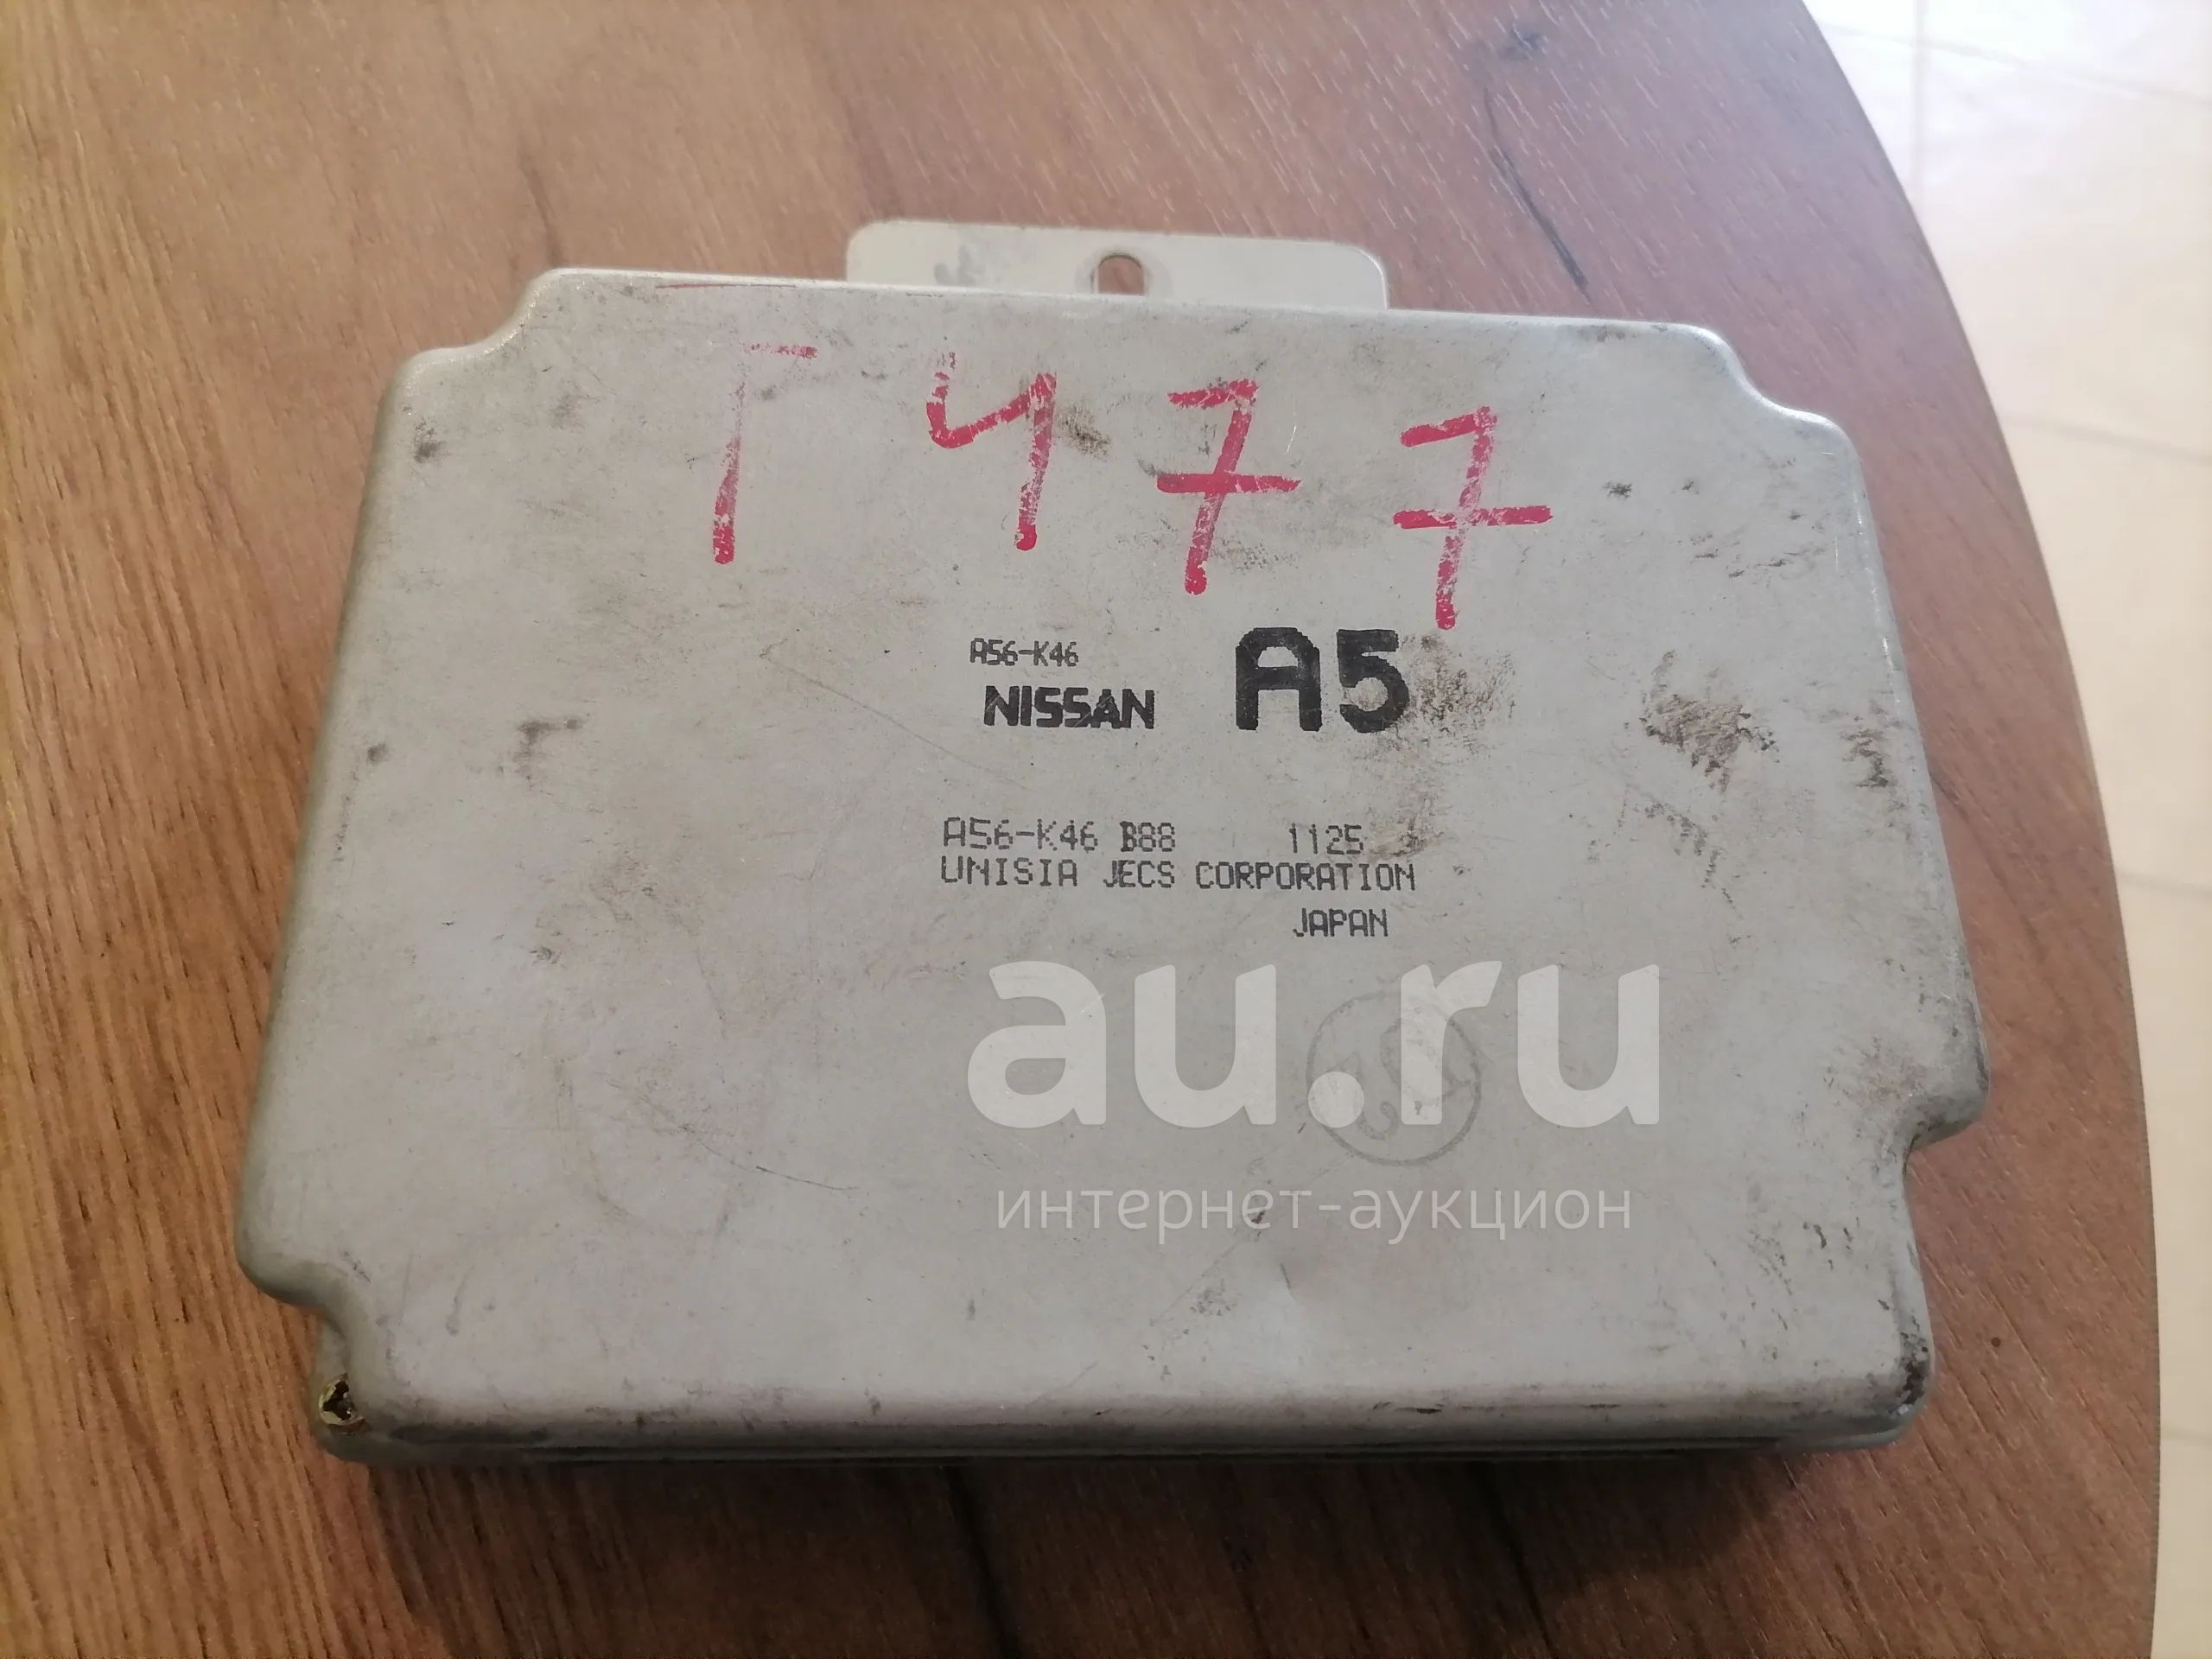 Г477
A56-K46
NISSAN A5
A56-K46 B88 1125
UNISIA JECS CORPORATION
JAPAN
au.ru
интернет-аукцион